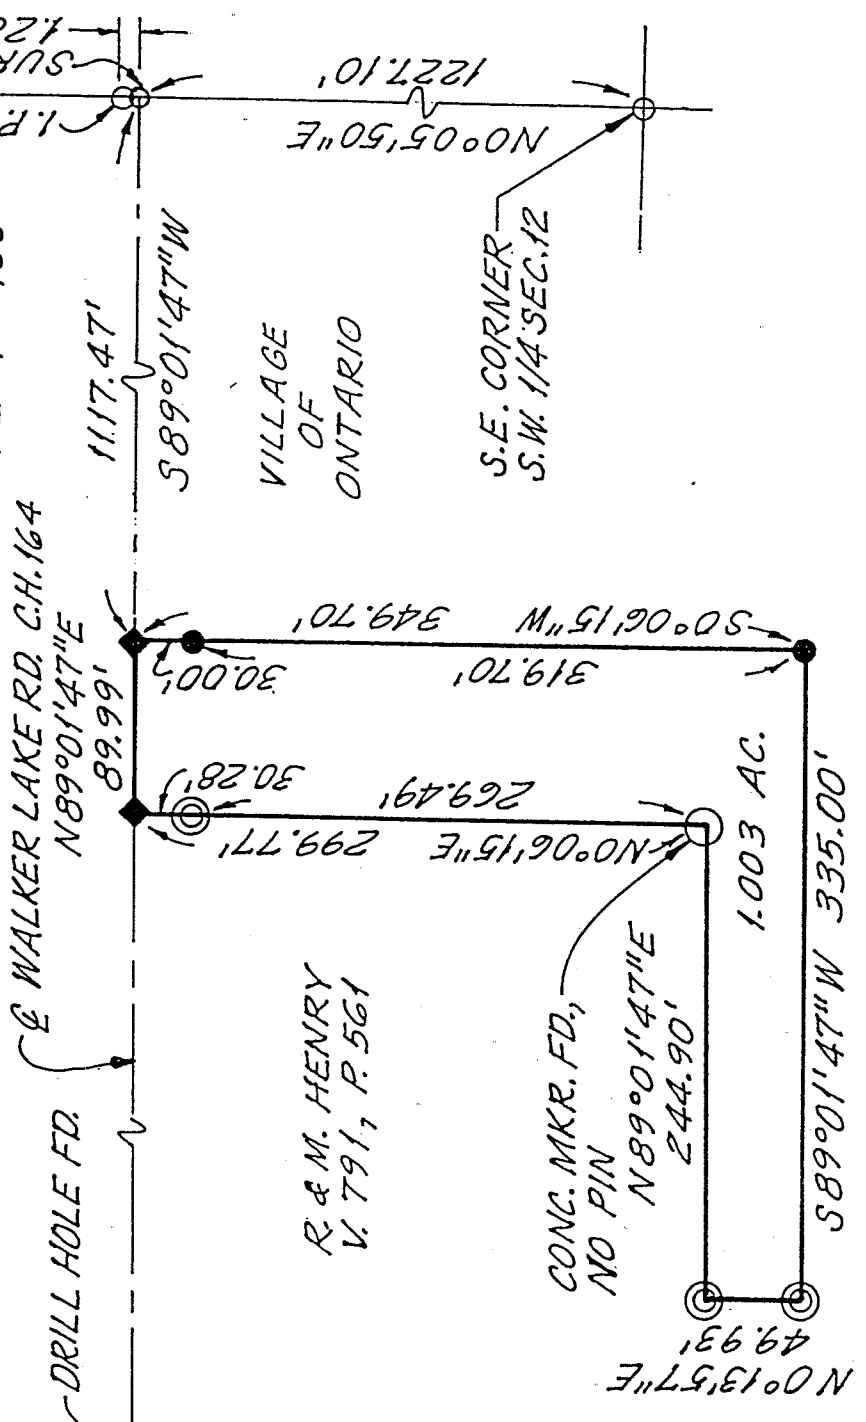 DRILL HOLE FD.
℄ WALKER LAKE RD. C.H. 164
N89°01'47"E
89.99'
1117.47'
S89°01'47"W
I.P.
1227.10'
N0°05'50"E
VILLAGE
OF
ONTARIO
S.E. CORNER
S.W. 1/4 SEC. 12
30.00'
349.70'
S0°06'15"W
319.70'
30.28'
299.77'
269.49'
N0°06'15"E
R. & M. HENRY
V. 791, P. 561
CONC. MKR. FD.,
NO PIN
N89°01'47"E
244.90'
1.003 AC.
S89°01'47"W 335.00'
49.93'
N0°13'57"E